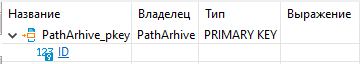 Название Владелец Тип Выражение
PathArhive_pkey PathArhive PRIMARY KEY
123 ID